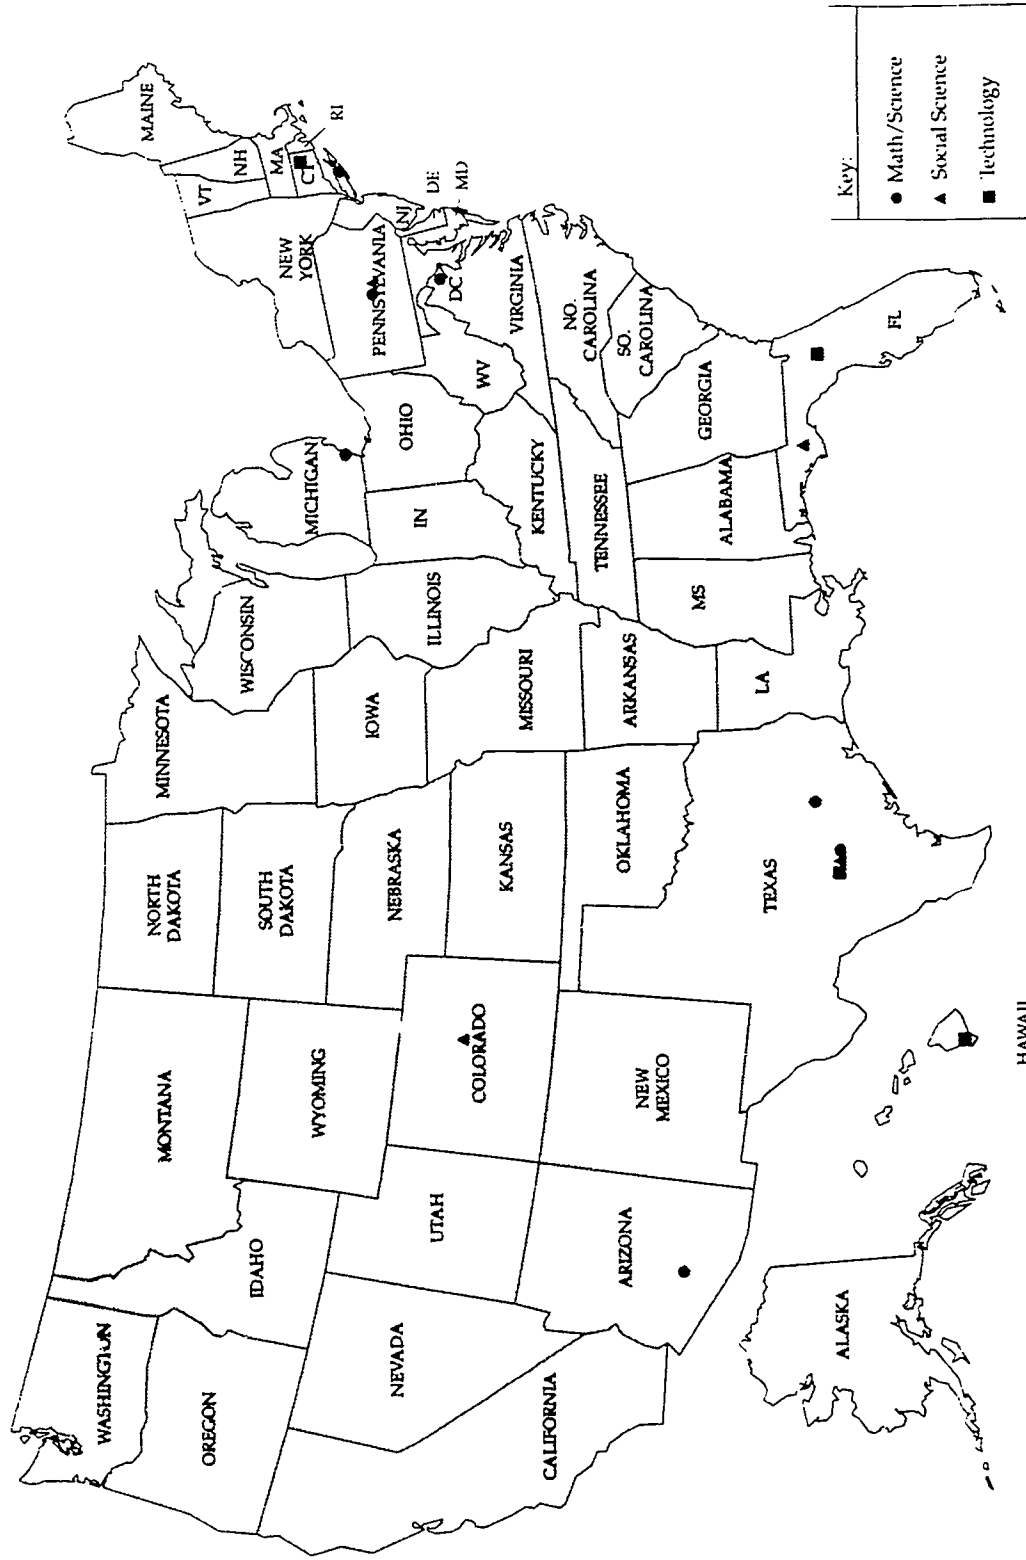 WASHINGTON
OREGON
CALIFORNIA
NEVADA
IDAHO
MONTANA
WYOMING
UTAH
ARIZONA
COLORADO
NEW
MEXICO
NORTH
DAKOTA
SOUTH
DAKOTA
NEBRASKA
KANSAS
OKLAHOMA
TEXAS
MINNESOTA
IOWA
MISSOURI
ARKANSAS
LA
WISCONSIN
ILLINOIS
MS
MICHIGAN
IN
OHIO
KENTUCKY
TENNESSEE
ALABAMA
GEORGIA
FL
SO.
CAROLINA
NO.
CAROLINA
VIRGINIA
WV
DC
PENNSYLVANIA
NEW
YORK
NJ
DE
MD
VT
NH
MA
CT
RI
MAINE
ALASKA
HAWAII
Key:
Math/Science
Social Science
Technology